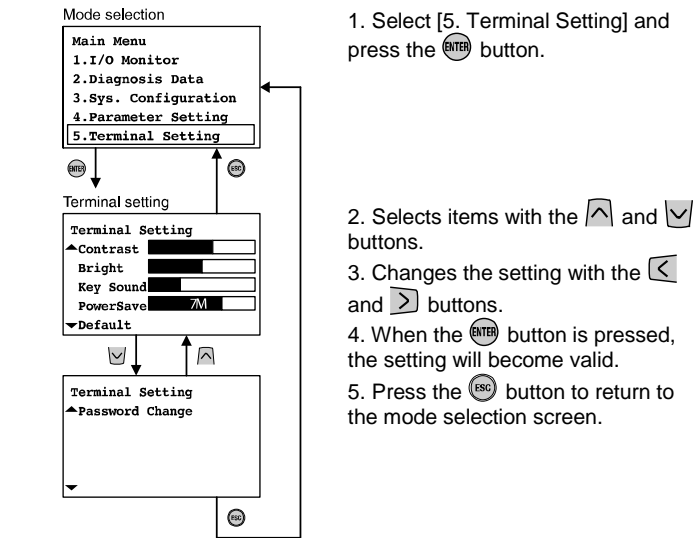 Mode selection
Main Menu
1.I/O Monitor
2.Diagnosis Data
3.Sys. Configuration
4.Parameter Setting
5.Terminal Setting
ENTER
ESC
Terminal setting
Terminal Setting
Contrast
Bright
Key Sound
PowerSave 7M
Default
Terminal Setting
Password Change
ESC
1. Select [5. Terminal Setting] and
press the ENTER button.
2. Selects items with the and
buttons.
3. Changes the setting with the
and buttons.
4. When the ENTER button is pressed,
the setting will become valid.
5. Press the ESC button to return to
the mode selection screen.